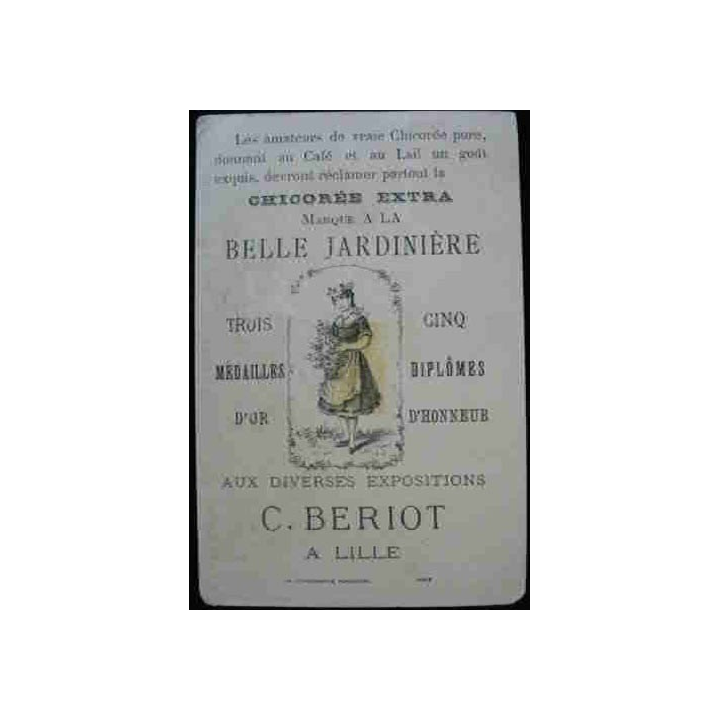 Les amateurs de vraie Chicorée pure,
donnant au Café et au Lait un goût
exquis, devront réclamer partout la
CHICORÉE EXTRA
MARQUE A LA
BELLE JARDINIÈRE
TROIS CINQ
MÉDAILLES DIPLÔMES
D'OR D'HONNEUR
AUX DIVERSES EXPOSITIONS
C. BERIOT
A LILLE